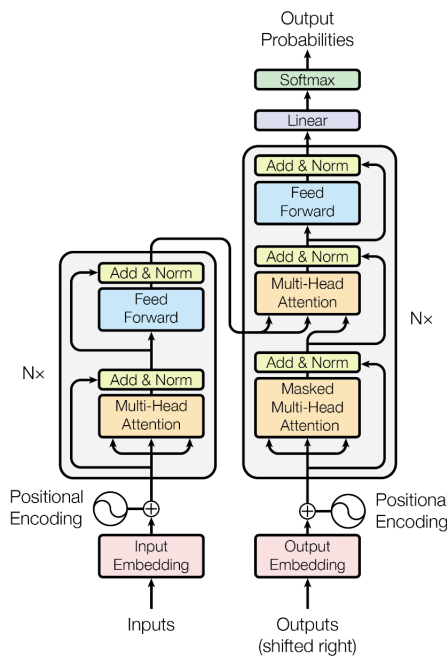 Output
Probabilities
Softmax
Linear
Add & Norm
Feed
Forward
Add & Norm
Multi-Head
Attention
Add & Norm
Masked
Multi-Head
Attention
N×
Add & Norm
Feed
Forward
Add & Norm
Multi-Head
Attention
N×
Positional
Encoding
Positiona
Encoding
Input
Embedding
Output
Embedding
Inputs
Outputs
(shifted right)